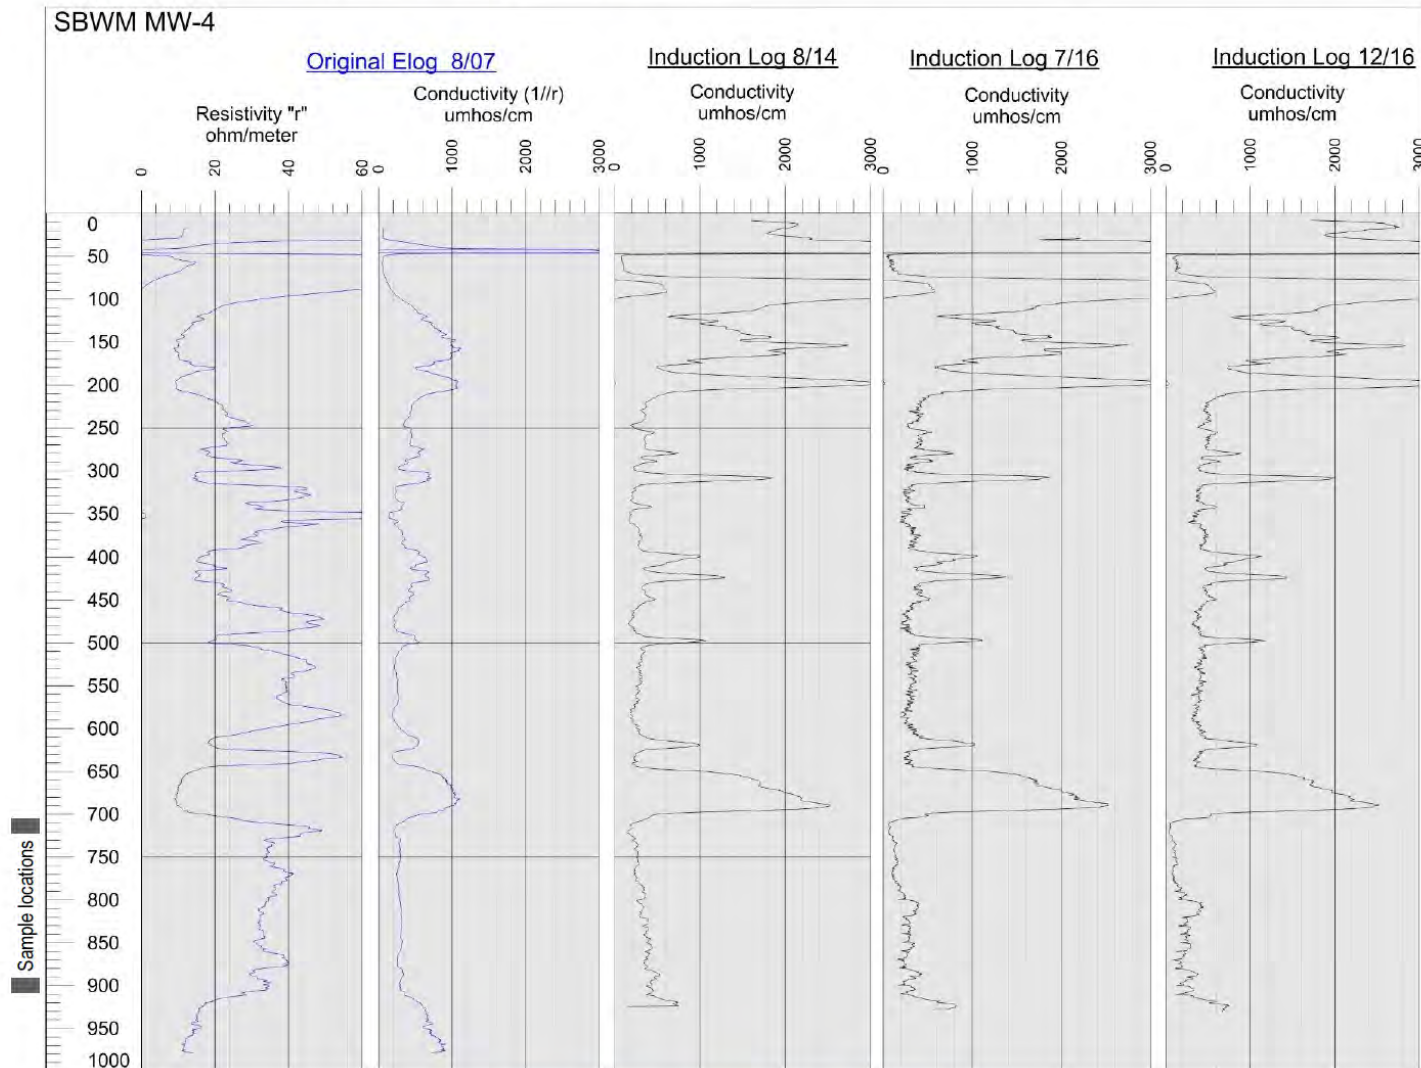 SBWM MW-4
Original Elog 8/07
Induction Log 8/14
Induction Log 7/16
Induction Log 12/16
Resistivity "r"
ohm/meter
Conductivity (1//r)
umhos/cm
Conductivity
umhos/cm
Conductivity
umhos/cm
Conductivity
umhos/cm
0 20 40 60
0 1000 2000 3000
0 1000 2000 3000
0 1000 2000 3000
0 1000 2000 3000
0
50
100
150
200
250
300
350
400
450
500
550
600
650
700
750
800
850
900
950
1000
Sample locations